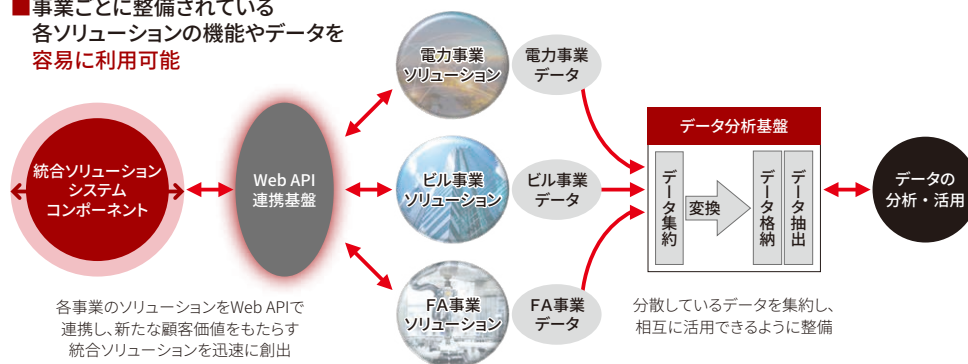 ■事業ごとに整備されている
各ソリューションの機能やデータを
容易に利用可能
統合ソリューション
システム
コンポーネント
Web API
連携基盤
電力事業
ソリューション
電力事業
データ
ビル事業
ソリューション
ビル事業
データ
FA事業
ソリューション
FA事業
データ
データ分析基盤
データ集約
変換
データ格納
データ抽出
データの
分析・活用
各事業のソリューションをWeb APIで
連携し、新たな顧客価値をもたらす
統合ソリューションを迅速に創出
分散しているデータを集約し、
相互に活用できるように整備